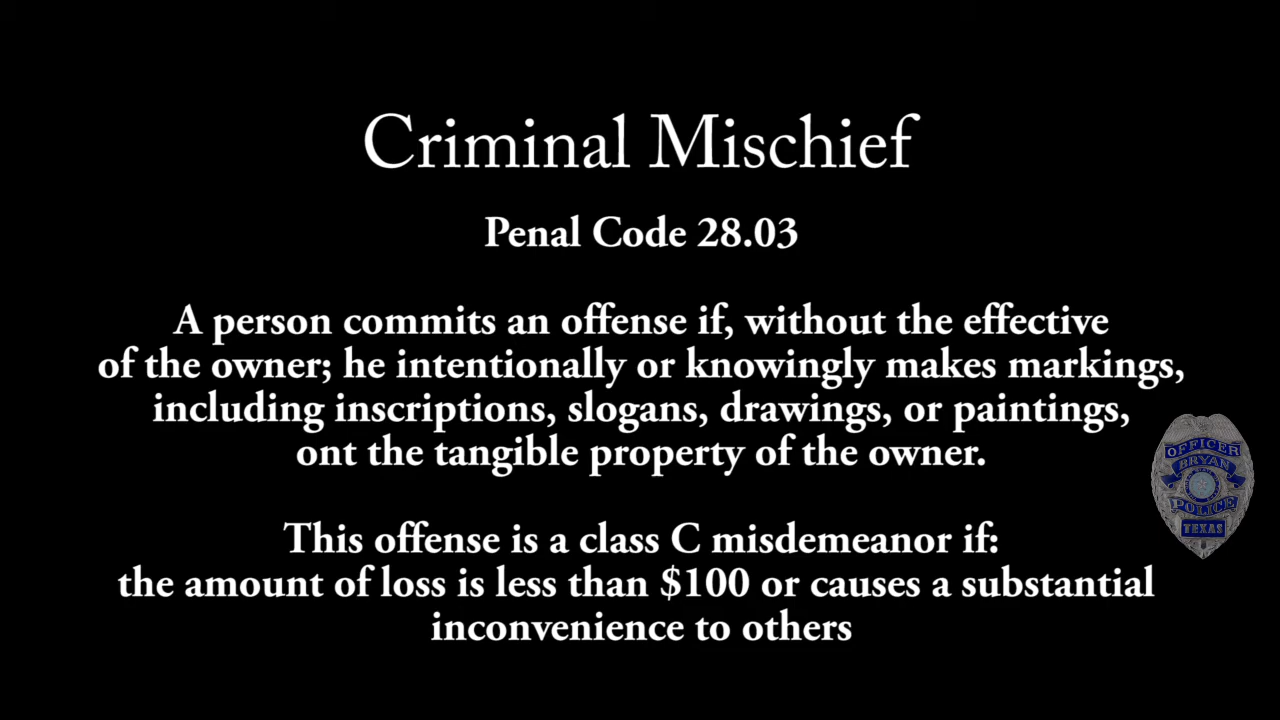 Criminal Mischief
Penal Code 28.03
A person commits an offense if, without the effective
of the owner; he intentionally or knowingly makes markings,
including inscriptions, slogans, drawings, or paintings,
ont the tangible property of the owner.
This offense is a class C misdemeanor if:
the amount of loss is less than $100 or causes a substantial
inconvenience to others
OFFICER
BRYAN
POLICE
TEXAS